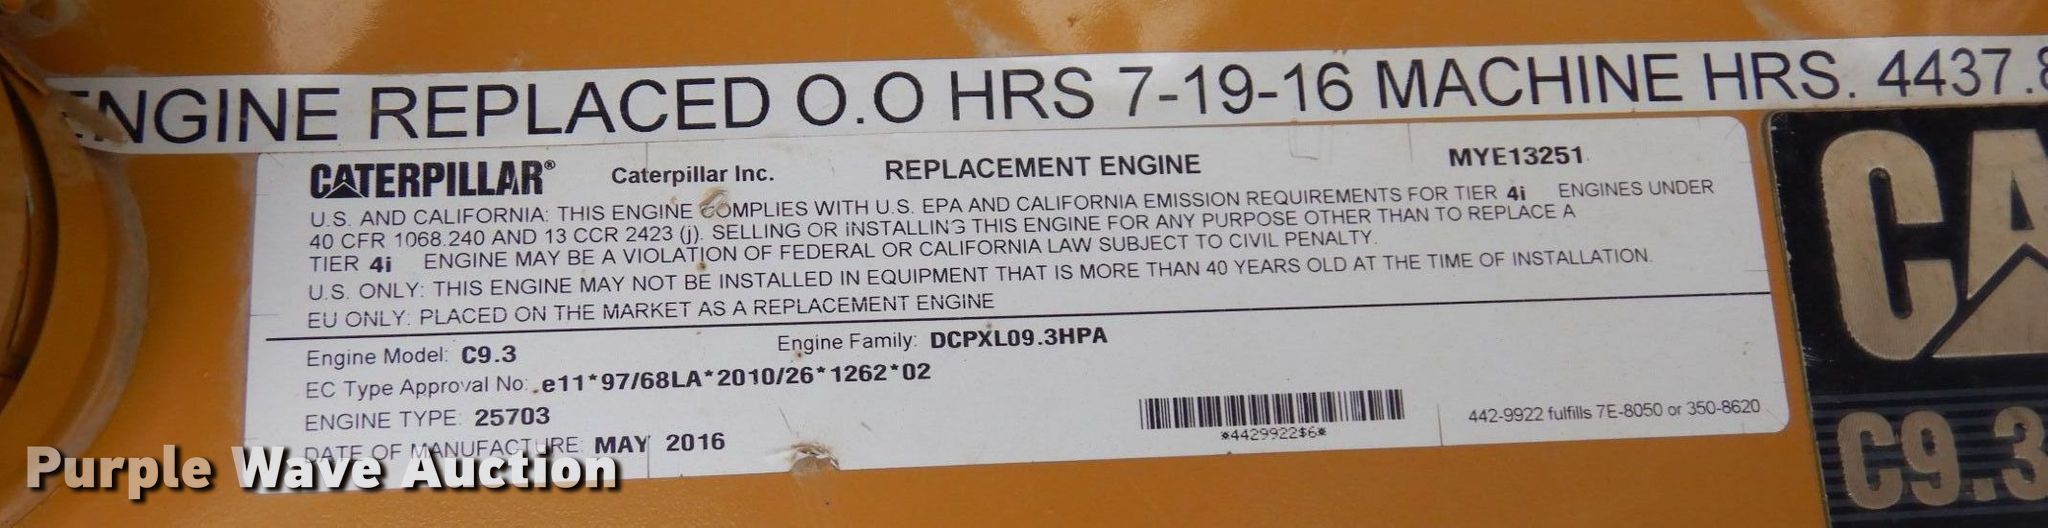 ENGINE REPLACED O.O HRS 7-19-16 MACHINE HRS. 4437.8
CATERPILLAR® Caterpillar Inc. REPLACEMENT ENGINE MYE13251
U.S. AND CALIFORNIA: THIS ENGINE COMPLIES WITH U.S. EPA AND CALIFORNIA EMISSION REQUIREMENTS FOR TIER 4i ENGINES UNDER
40 CFR 1068.240 AND 13 CCR 2423 (j). SELLING OR INSTALLING THIS ENGINE FOR ANY PURPOSE OTHER THAN TO REPLACE A
TIER 4i ENGINE MAY BE A VIOLATION OF FEDERAL OR CALIFORNIA LAW SUBJECT TO CIVIL PENALTY.
U.S. ONLY: THIS ENGINE MAY NOT BE INSTALLED IN EQUIPMENT THAT IS MORE THAN 40 YEARS OLD AT THE TIME OF INSTALLATION.
EU ONLY: PLACED ON THE MARKET AS A REPLACEMENT ENGINE
Engine Model: C9.3 Engine Family: DCPXL09.3HPA
EC Type Approval No: e11*97/68LA*2010/26*1262*02
ENGINE TYPE: 25703
DATE OF MANUFACTURE: MAY 2016
*4429922$6*
442-9922 fulfills 7E-8050 or 350-8620
CA
C9.3
Purple Wave Auction